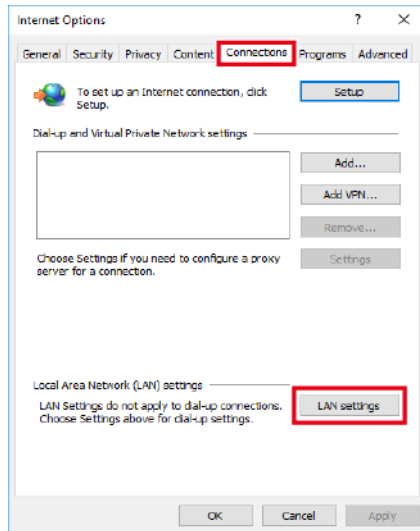 Internet Options ? ✕
General Security Privacy Content Connections Programs Advanced
To set up an Internet connection, click Setup
Setup.
Dial-up and Virtual Private Network settings
Add...
Add VPN...
Remove...
Choose Settings if you need to configure a proxy Settings
server for a connection.
Local Area Network (LAN) settings
LAN Settings do not apply to dial-up connections. LAN settings
Choose Settings above for dial-up settings.
OK Cancel Apply